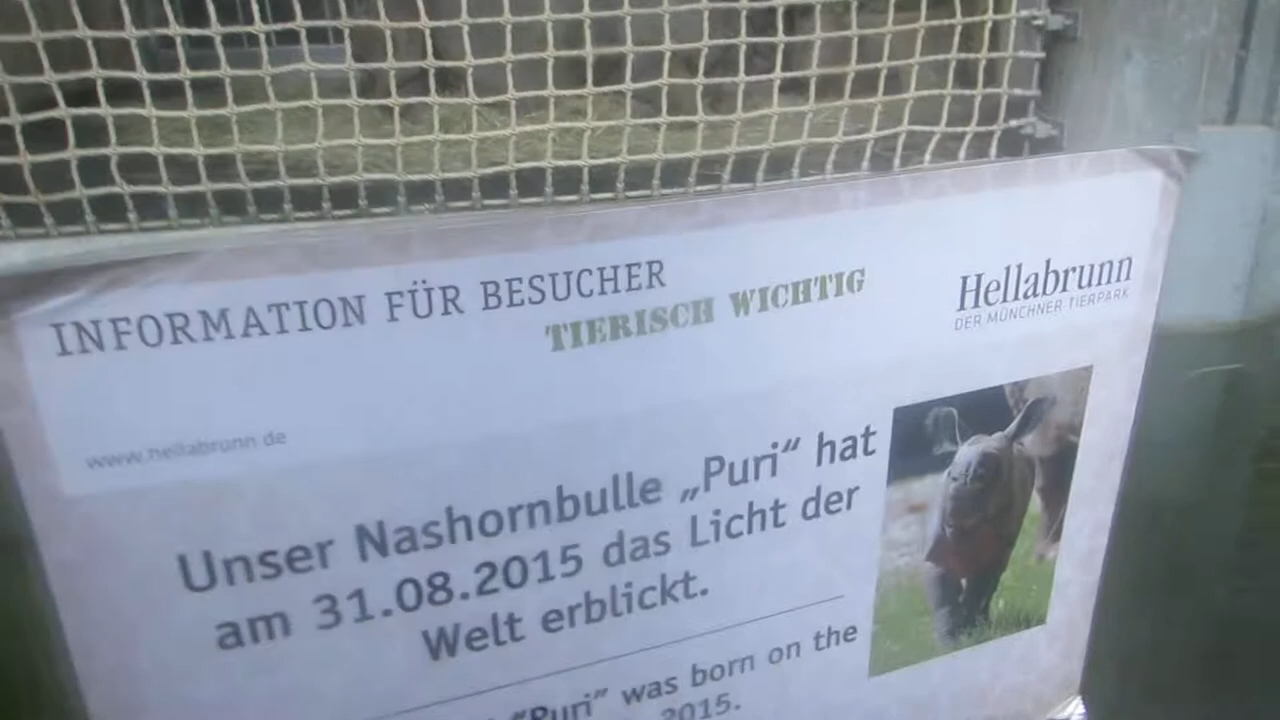 INFORMATION FÜR BESUCHER
TIERISCH WICHTIG
Hellabrunn
DER MÜNCHNER TIERPARK
www.hellabrunn.de
Unser Nashornbulle „Puri“ hat
am 31.08.2015 das Licht der
Welt erblickt.
"Puri" was born on the
2015.